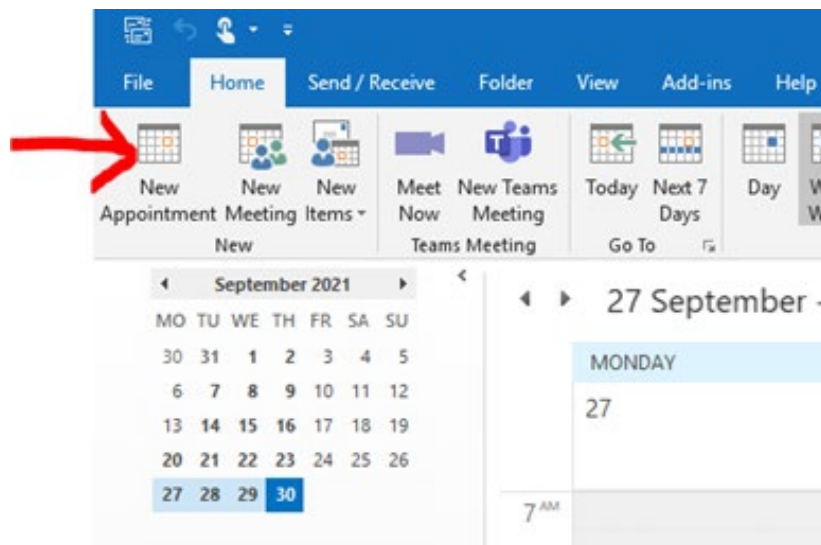 File Home Send / Receive Folder View Add-ins Help
New Appointment New Meeting New Items Meet Now New Teams Meeting Today Next 7 Days Day
New Teams Meeting Go To
September 2021
MO TU WE TH FR SA SU
30 31 1 2 3 4 5
6 7 8 9 10 11 12
13 14 15 16 17 18 19
20 21 22 23 24 25 26
27 28 29 30
27 September -
MONDAY
27
7 AM